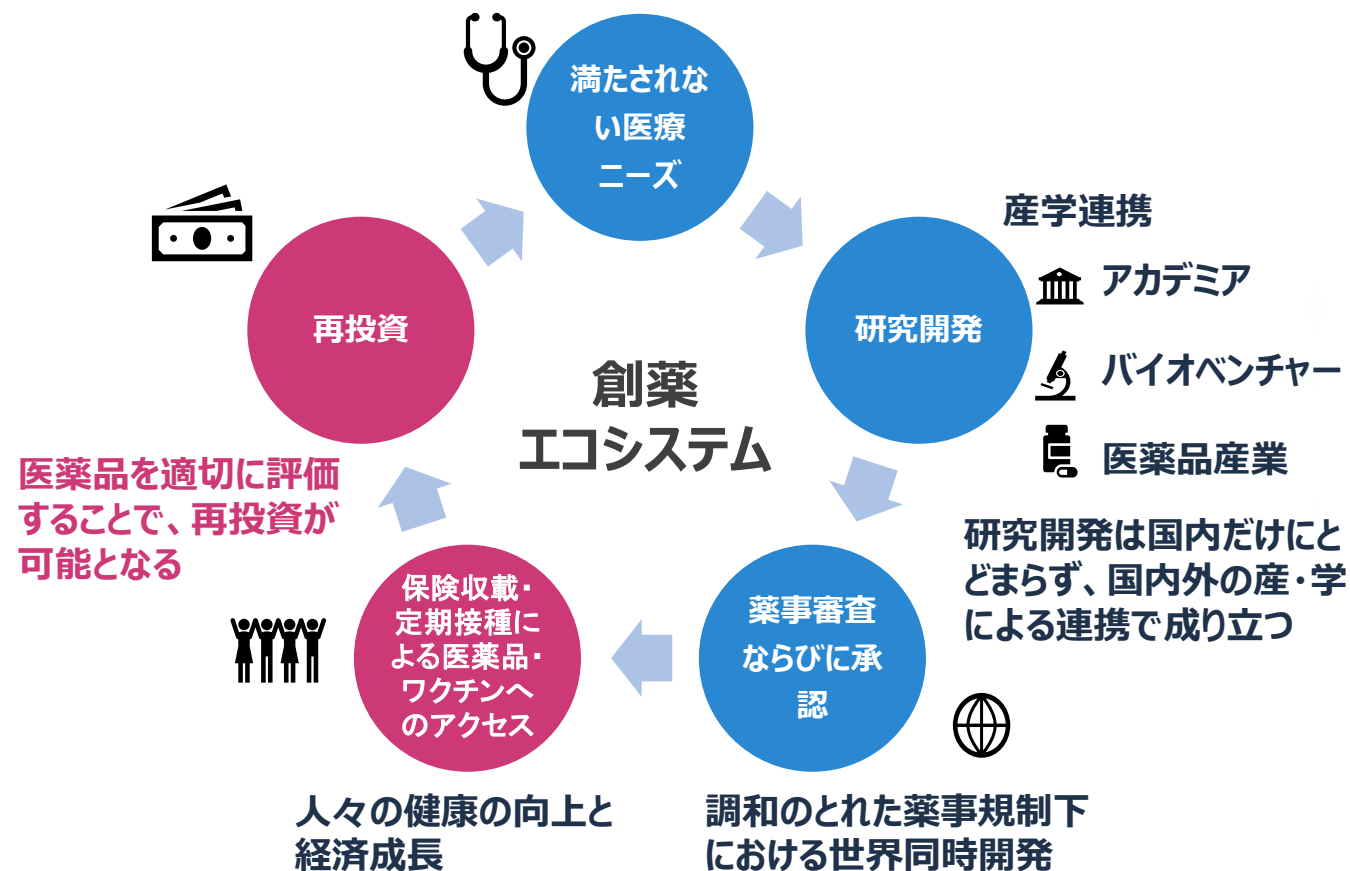 満たされな
い医療
ニーズ
産学連携
アカデミア
バイオベンチャー
医薬品産業
研究開発
研究開発は国内だけにと
どまらず、国内外の産・学
による連携で成り立つ
薬事審査
ならびに承
認
調和のとれた薬事規制下
における世界同時開発
保険収載・
定期接種に
よる医薬品・
ワクチンへ
のアクセス
人々の健康の向上と
経済成長
再投資
医薬品を適切に評価
することで、再投資が
可能となる
創薬
エコシステム